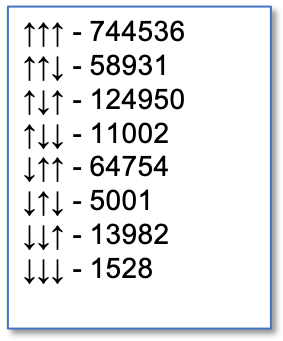 ↑↑↑ - 744536
↑↑↓ - 58931
↑↓↑ - 124950
↑↓↓ - 11002
↓↑↑ - 64754
↓↑↓ - 5001
↓↓↑ - 13982
↓↓↓ - 1528